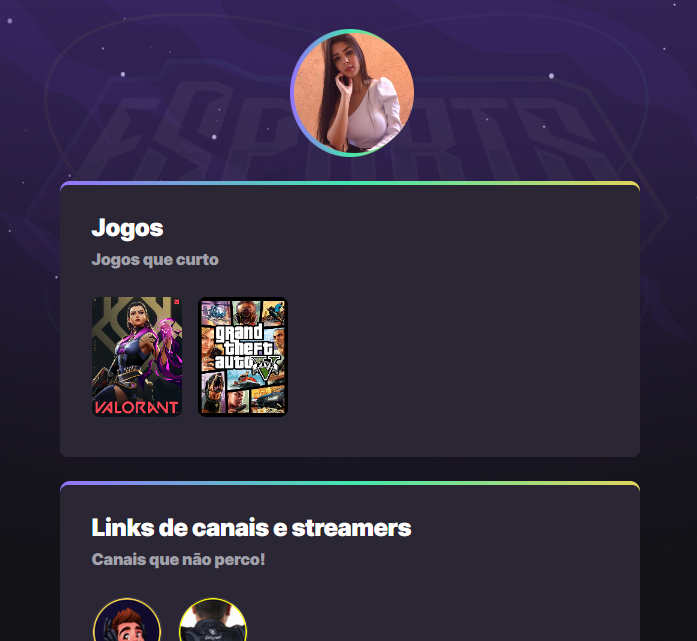 ESPORTS
Jogos
Jogos que curto
VALORANT
grand
theft
auto
V
Links de canais e streamers
Canais que não perco!